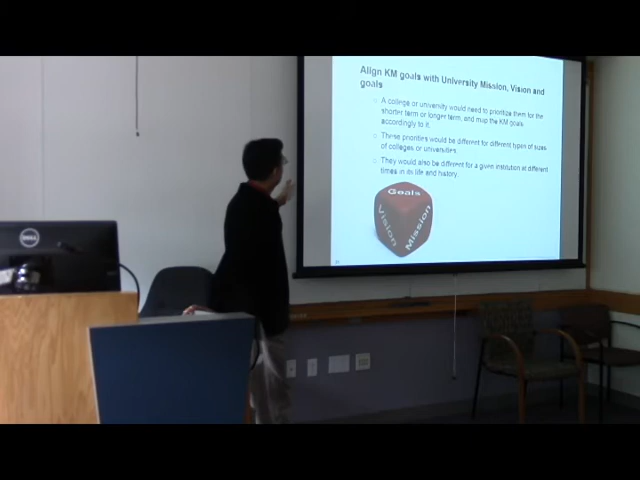 Align KM goals with University Mission, Vision and
goals
A college or university would need to prioritize them for the
shorter term or longer term, and map the KM goals
accordingly to it.
These priorities would be different for different types of sizes
of colleges or universities.
They would also be different for a given institution at different
times in its life and history.
Goals
Vision
Mission
DELL